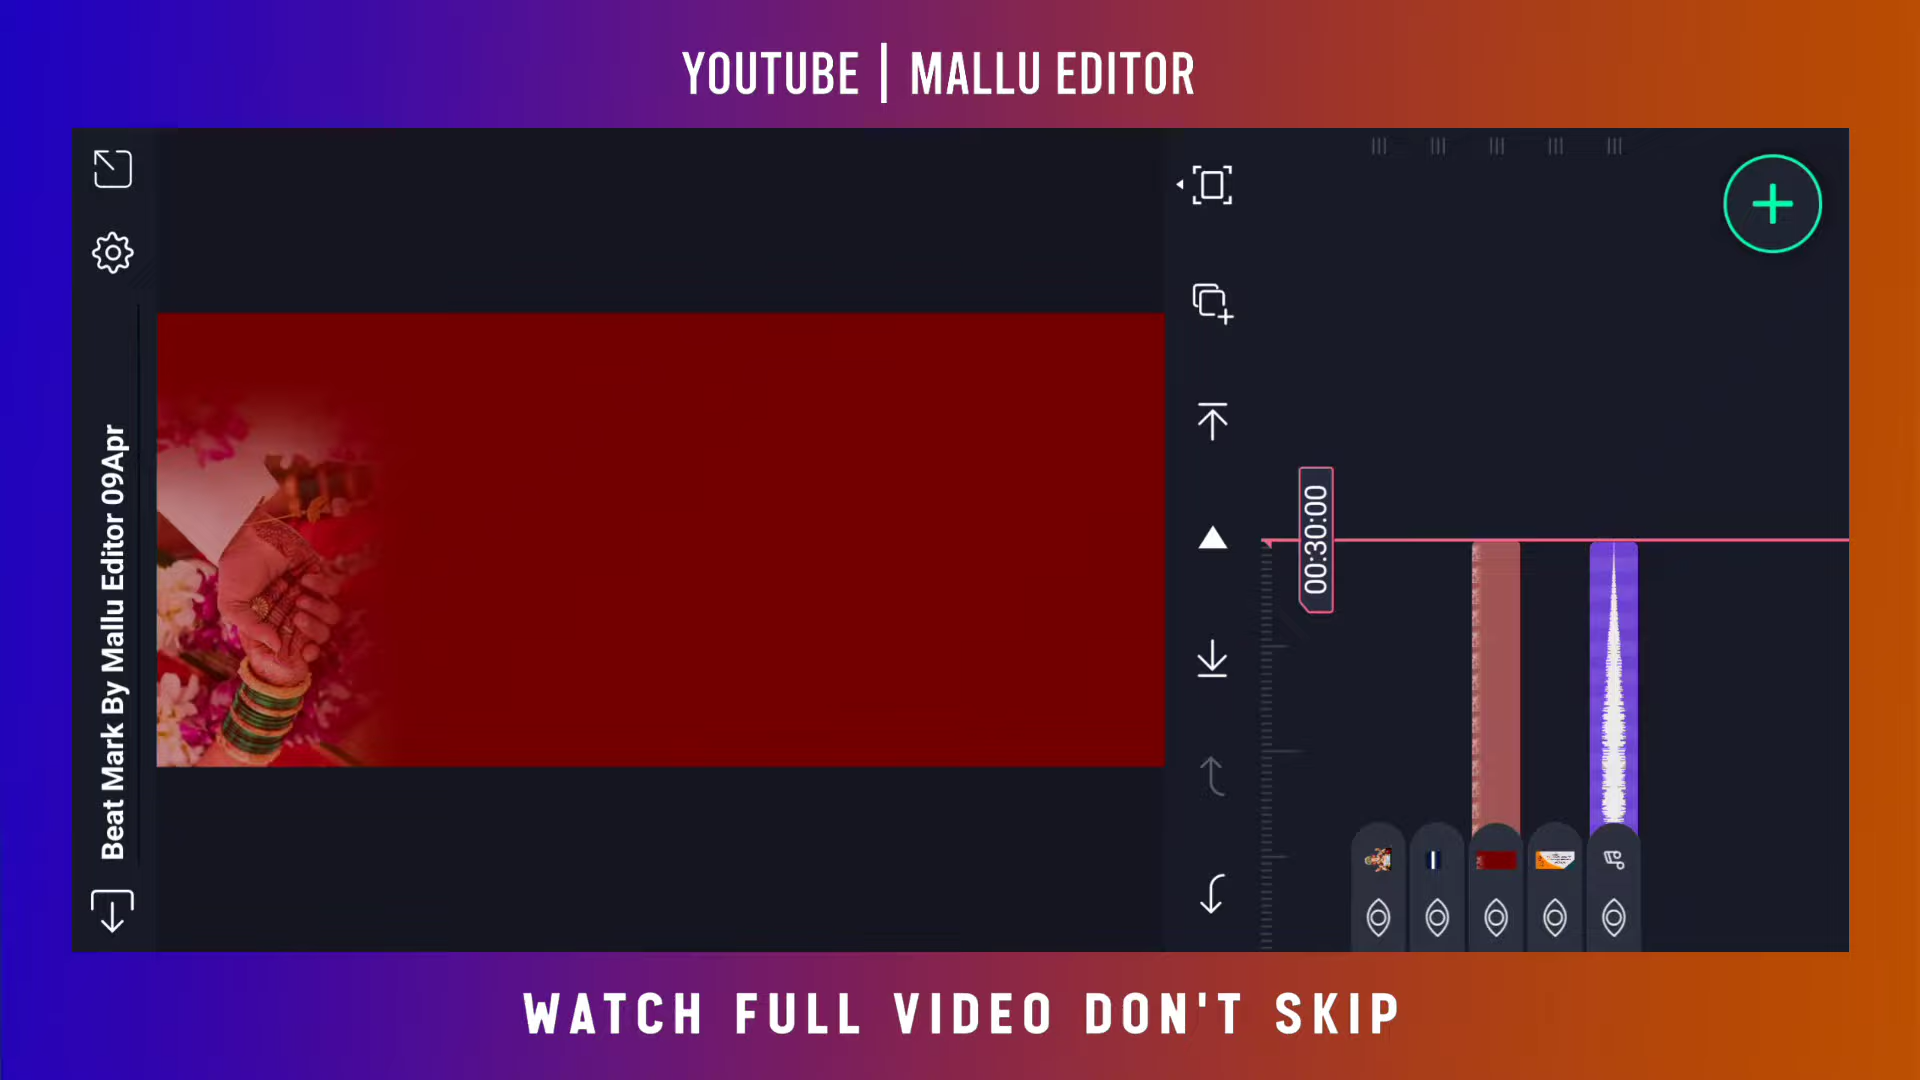 YOUTUBE | MALLU EDITOR
Beat Mark By Mallu Editor 09Apr
00:30:00
WATCH FULL VIDEO DON'T SKIP